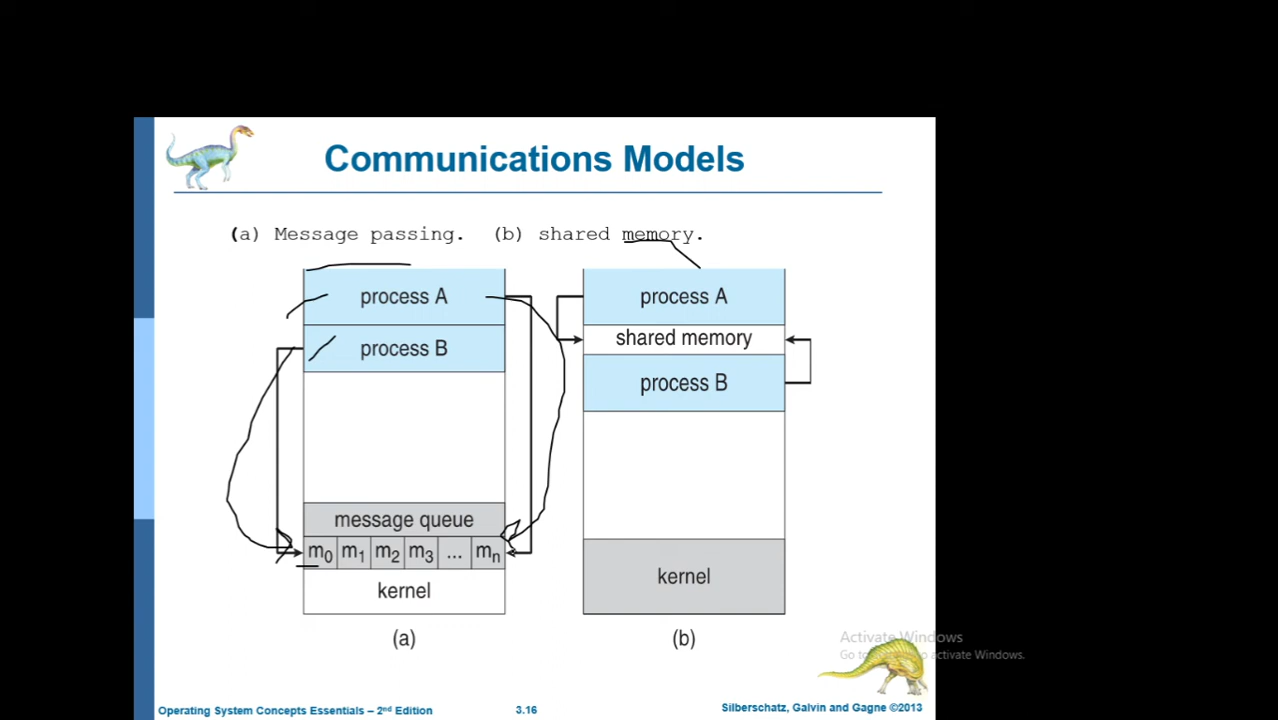 Communications Models
(a) Message passing. (b) shared memory.
process A
process B
message queue
m0 m1 m2 m3 ... mn
kernel
(a)
process A
shared memory
process B
kernel
(b)
Activate Windows
Go to activate Windows.
Operating System Concepts Essentials – 2nd Edition
3.16
Silberschatz, Galvin and Gagne ©2013